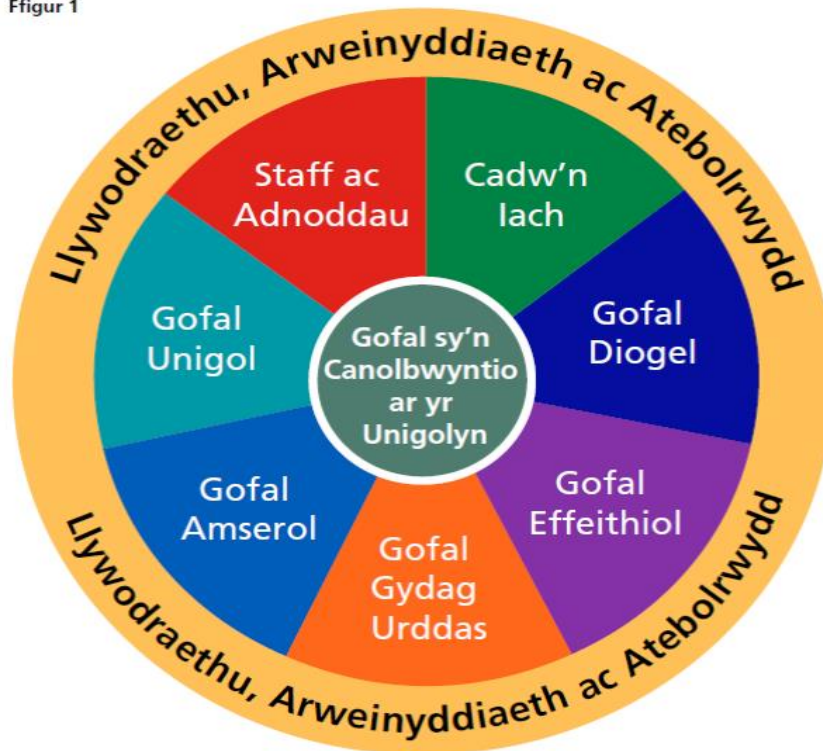 Ffigur 1
Llywodraethu, Arweinyddiaeth ac Atebolrwydd
Staff ac
Adnoddau
Cadw'n
Iach
Gofal
Unigol
Gofal
Diogel
Gofal sy'n
Canolbwyntio
ar yr
Unigolyn
Gofal
Amserol
Gofal
Effeithiol
Gofal
Gydag
Urddas
Llywodraethu, Arweinyddiaeth ac Atebolrwydd